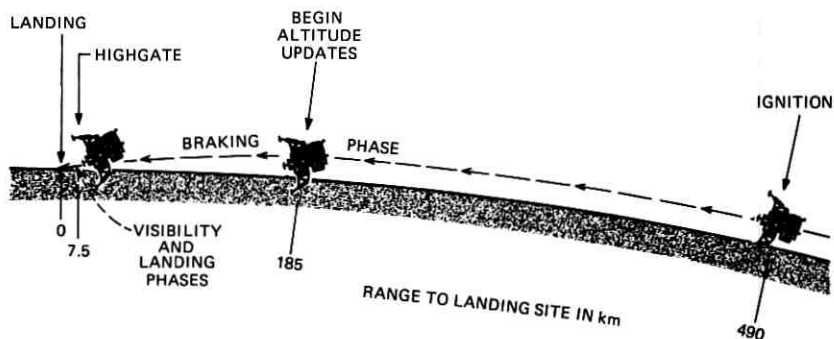 LANDING
HIGHGATE
BEGIN
ALTITUDE
UPDATES
IGNITION
BRAKING PHASE
0
7.5
VISIBILITY
AND
LANDING
PHASES
185
RANGE TO LANDING SITE IN km
490